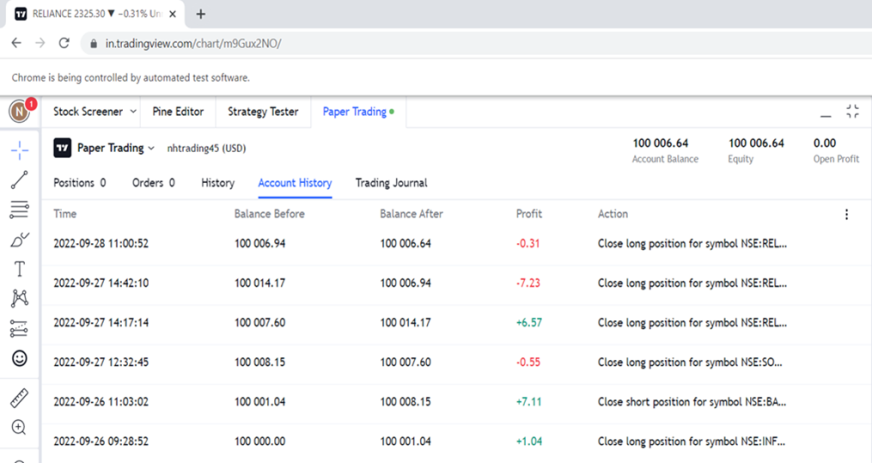 RELIANCE 2325.30 ▼ −0.31% Un
in.tradingview.com/chart/m9Gux2NO/
Chrome is being controlled by automated test software.
N 1
Stock Screener Pine Editor Strategy Tester Paper Trading
Paper Trading nhtrading45 (USD)
100 006.64 100 006.64 0.00
Account Balance Equity Open Profit
Positions 0 Orders 0 History Account History Trading Journal
Time Balance Before Balance After Profit Action
2022-09-28 11:00:52 100 006.94 100 006.64 -0.31 Close long position for symbol NSE:REL...
2022-09-27 14:42:10 100 014.17 100 006.94 -7.23 Close long position for symbol NSE:REL...
2022-09-27 14:17:14 100 007.60 100 014.17 +6.57 Close long position for symbol NSE:REL...
2022-09-27 12:32:45 100 008.15 100 007.60 -0.55 Close long position for symbol NSE:SO...
2022-09-26 11:03:02 100 001.04 100 008.15 +7.11 Close short position for symbol NSE:BA...
2022-09-26 09:28:52 100 000.00 100 001.04 +1.04 Close long position for symbol NSE:INF...